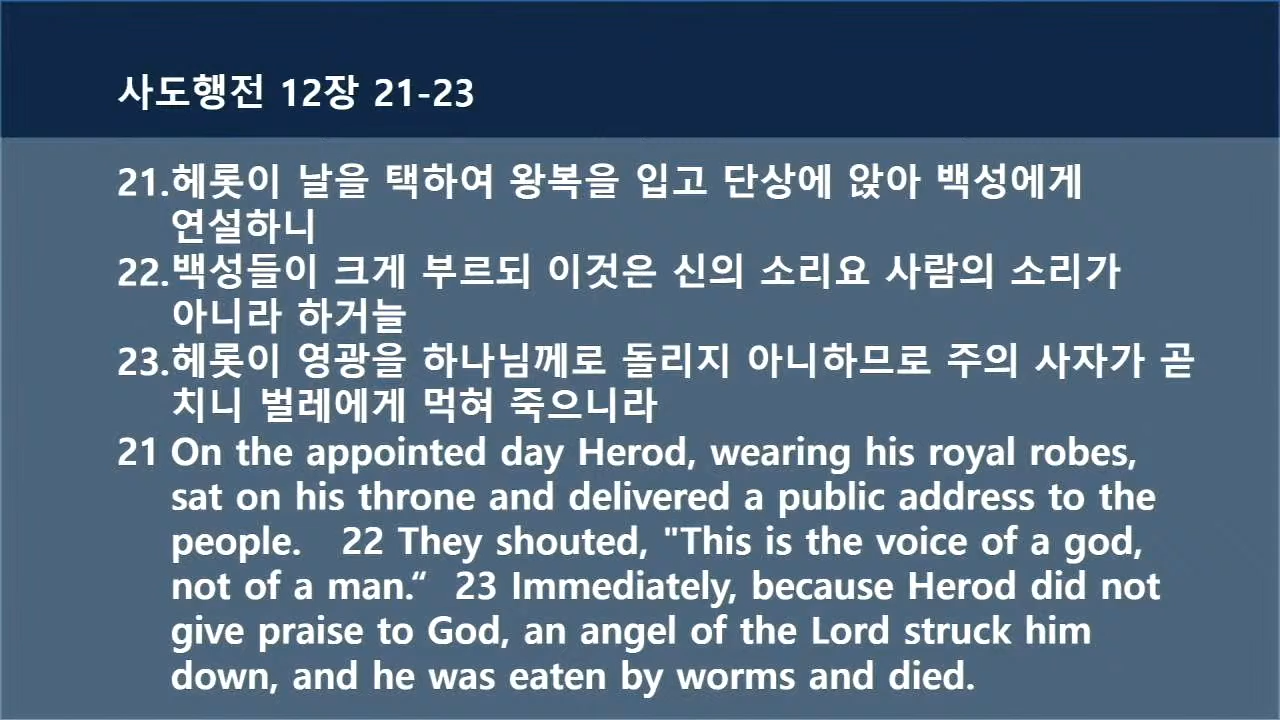 사도행전 12장 21-23
21.헤롯이 날을 택하여 왕복을 입고 단상에 앉아 백성에게
연설하니
22.백성들이 크게 부르되 이것은 신의 소리요 사람의 소리가
아니라 하거늘
23.헤롯이 영광을 하나님께로 돌리지 아니하므로 주의 사자가 곧
치니 벌레에게 먹혀 죽으니라
21 On the appointed day Herod, wearing his royal robes,
sat on his throne and delivered a public address to the
people.   22 They shouted, "This is the voice of a god,
not of a man.“  23 Immediately, because Herod did not
give praise to God, an angel of the Lord struck him
down, and he was eaten by worms and died.